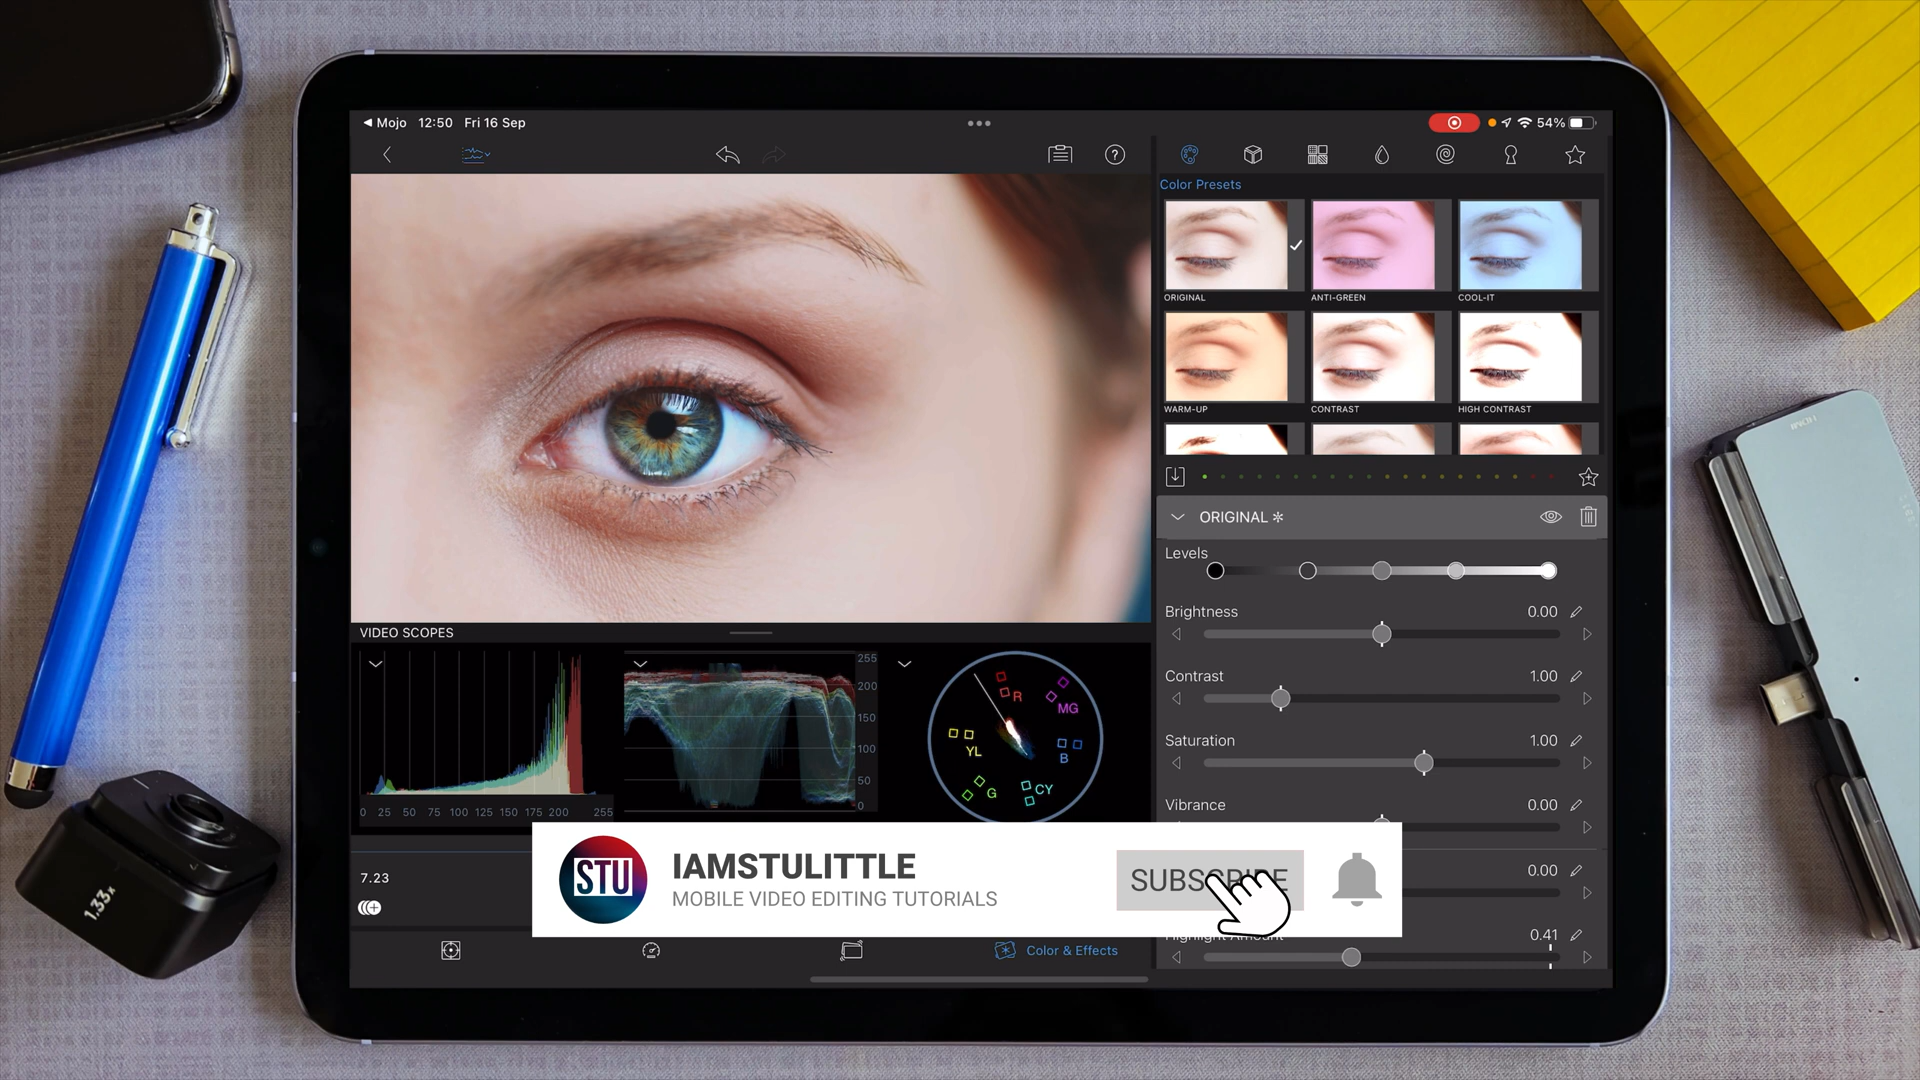 Mojo 12:50 Fri 16 Sep
54%
Color Presets
ORIGINAL
ANTI-GREEN
COOL-IT
WARM-UP
CONTRAST
HIGH CONTRAST
ORIGINAL
Levels
Brightness 0.00
Contrast 1.00
Saturation 1.00
Vibrance 0.00
0.00
Highlight Amount 0.41
VIDEO SCOPES
0 25 50 75 100 125 150 175 200 255
255
200
150
100
50
0
R
MG
YL
B
G
CY
7.23
Color & Effects
STU
IAMSTULITTLE
MOBILE VIDEO EDITING TUTORIALS
SUBSCRIBE
1.33x
HDMI